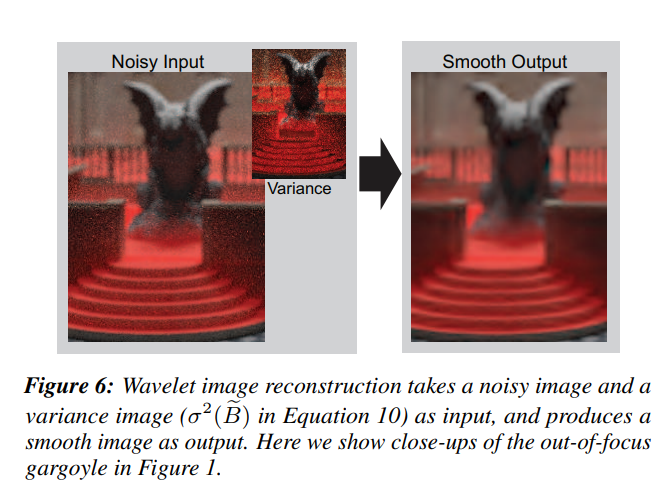 Noisy Input
Variance
Smooth Output
Figure 6: Wavelet image reconstruction takes a noisy image and a
variance image (σ²(B̃) in Equation 10) as input, and produces a
smooth image as output. Here we show close-ups of the out-of-focus
gargoyle in Figure 1.